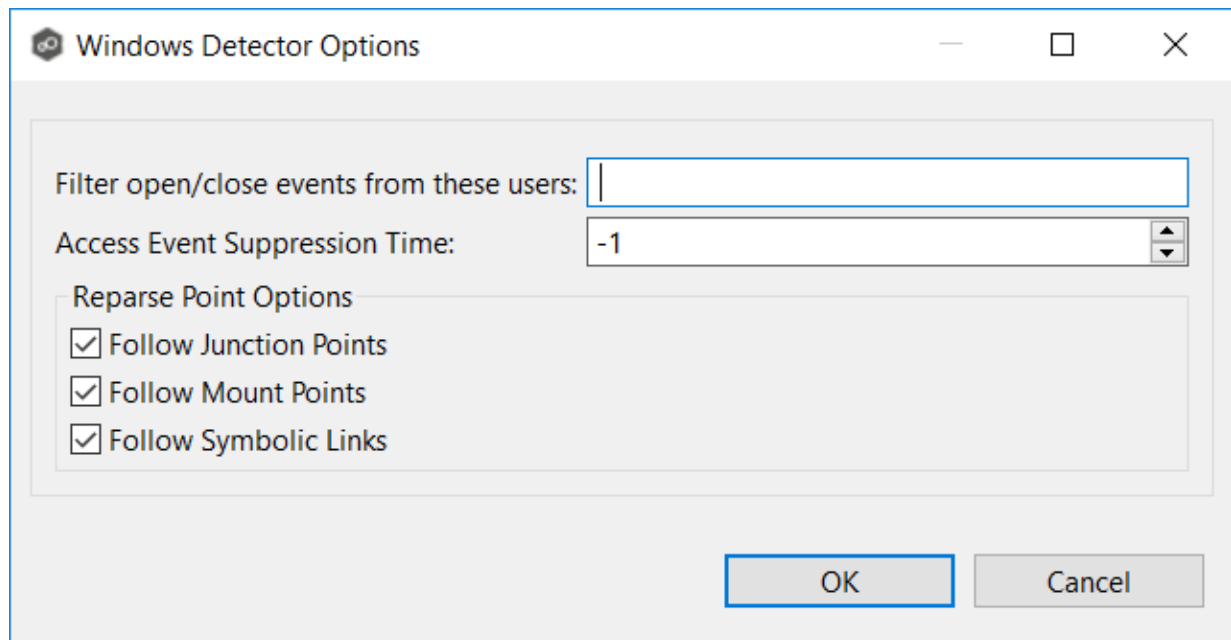 Windows Detector Options
Filter open/close events from these users:
Access Event Suppression Time: -1
Reparse Point Options
Follow Junction Points
Follow Mount Points
Follow Symbolic Links
OK Cancel